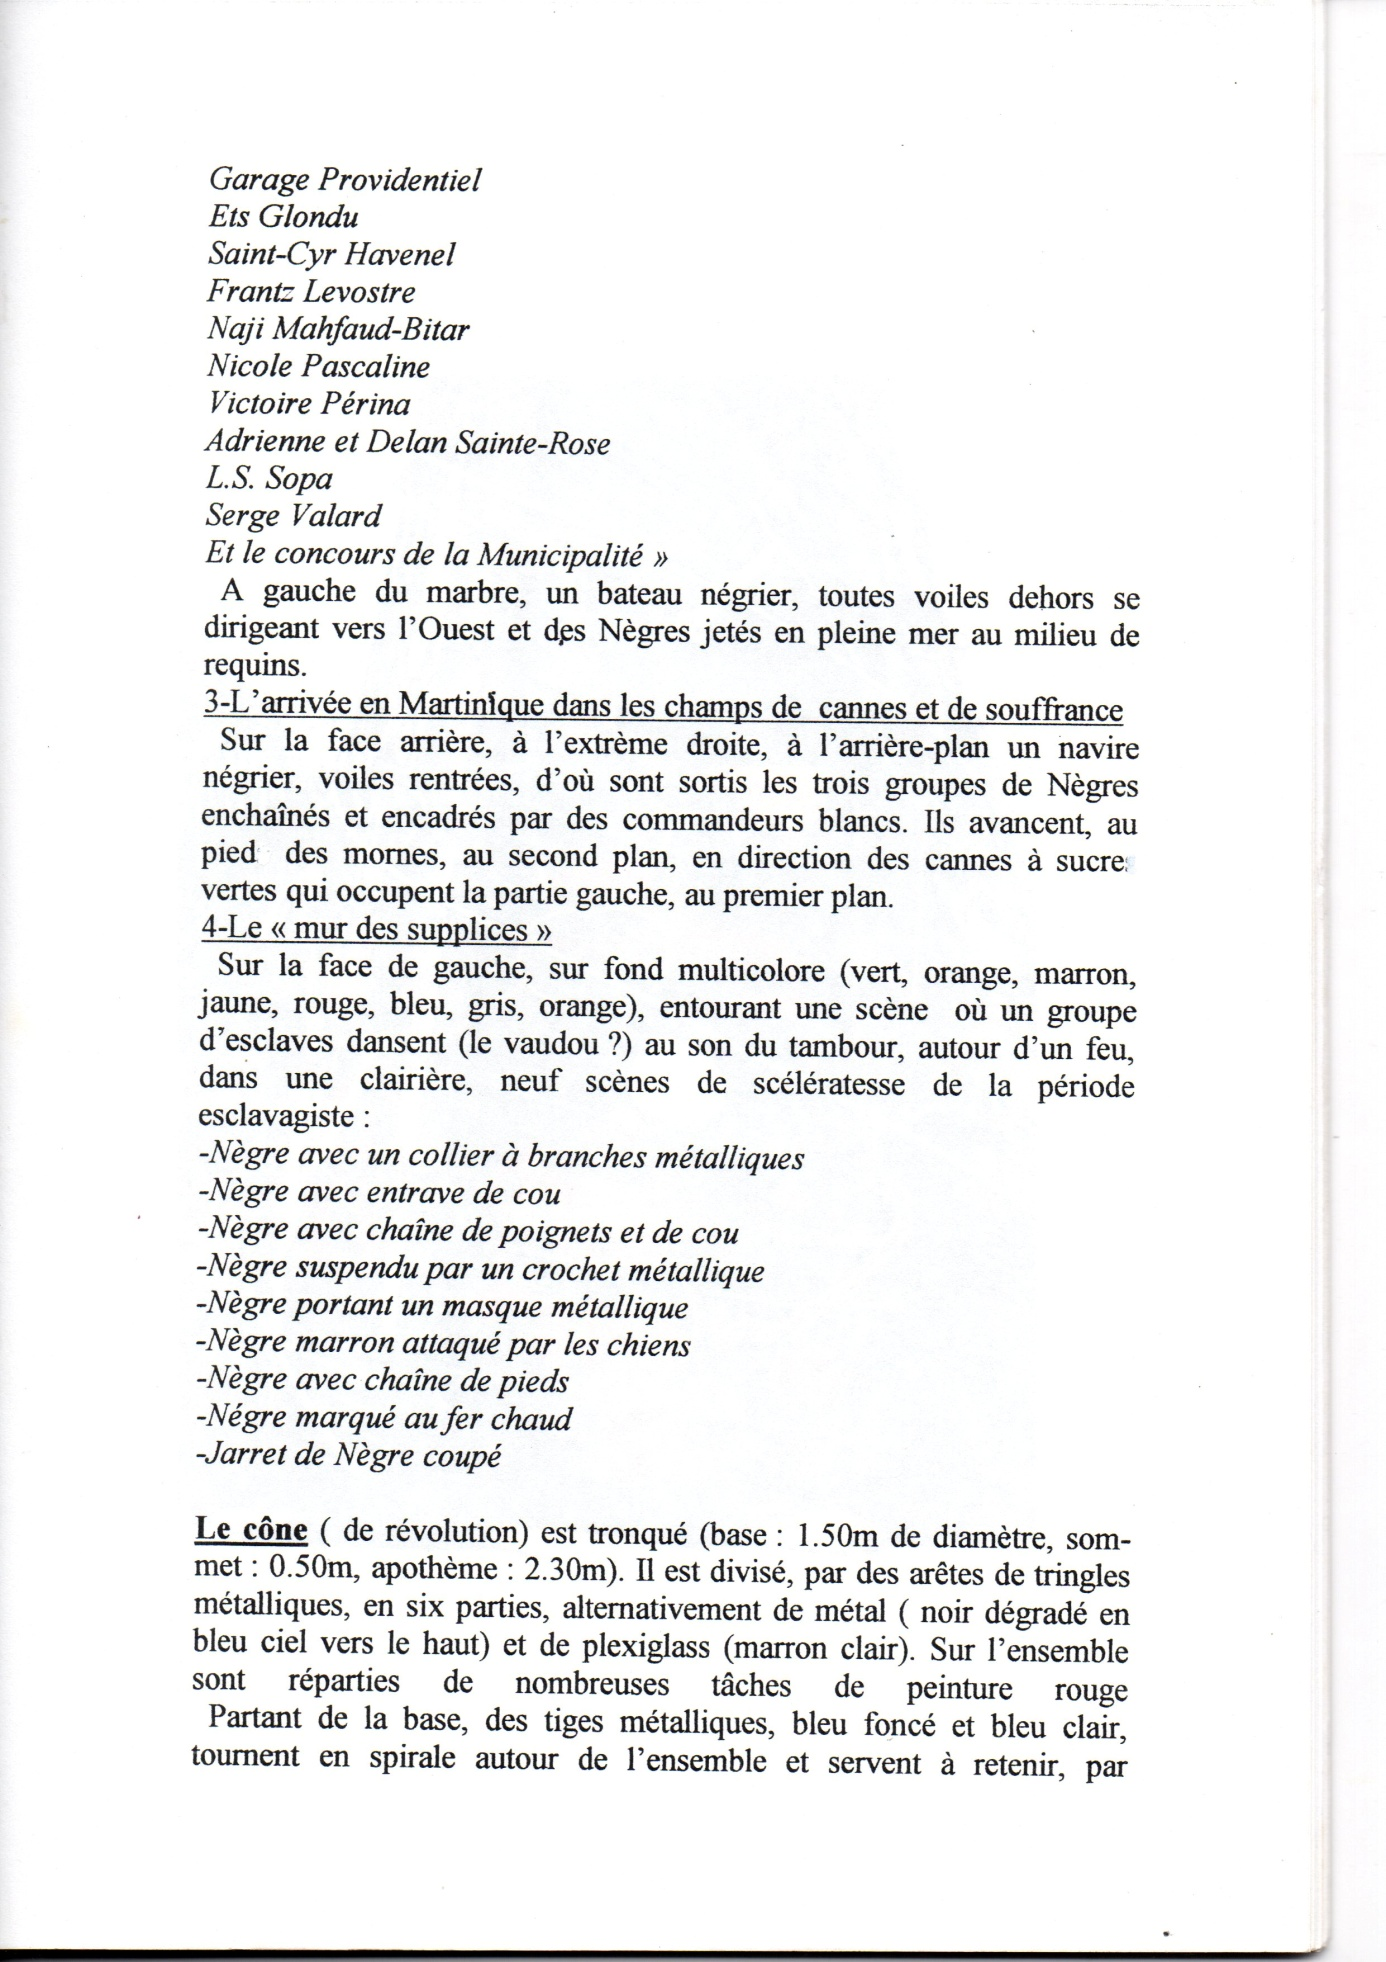 Garage Providentiel
Ets Glondu
Saint-Cyr Havenel
Frantz Levostre
Naji Mahfaud-Bitar
Nicole Pascaline
Victoire Périna
Adrienne et Delan Sainte-Rose
L.S. Sopa
Serge Valard
Et le concours de la Municipalité »
A gauche du marbre, un bateau négrier, toutes voiles dehors se
dirigeant vers l’Ouest et des Nègres jetés en pleine mer au milieu de
requins.
3-L’arrivée en Martinique dans les champs de cannes et de souffrance
Sur la face arrière, à l’extrème droite, à l’arrière-plan un navire
négrier, voiles rentrées, d’où sont sortis les trois groupes de Nègres
enchaînés et encadrés par des commandeurs blancs. Ils avancent, au
pied des mornes, au second plan, en direction des cannes à sucre
vertes qui occupent la partie gauche, au premier plan.
4-Le « mur des supplices »
Sur la face de gauche, sur fond multicolore (vert, orange, marron,
jaune, rouge, bleu, gris, orange), entourant une scène où un groupe
d’esclaves dansent (le vaudou ?) au son du tambour, autour d’un feu,
dans une clairière, neuf scènes de scélératesse de la période
esclavagiste :
-Nègre avec un collier à branches métalliques
-Nègre avec entrave de cou
-Nègre avec chaîne de poignets et de cou
-Nègre suspendu par un crochet métallique
-Nègre portant un masque métallique
-Nègre marron attaqué par les chiens
-Nègre avec chaîne de pieds
-Négre marqué au fer chaud
-Jarret de Nègre coupé
Le cône ( de révolution) est tronqué (base : 1.50m de diamètre, som-
met : 0.50m, apothème : 2.30m). Il est divisé, par des arêtes de tringles
métalliques, en six parties, alternativement de métal ( noir dégradé en
bleu ciel vers le haut) et de plexiglass (marron clair). Sur l’ensemble
sont réparties de nombreuses tâches de peinture rouge
Partant de la base, des tiges métalliques, bleu foncé et bleu clair,
tournent en spirale autour de l’ensemble et servent à retenir, par